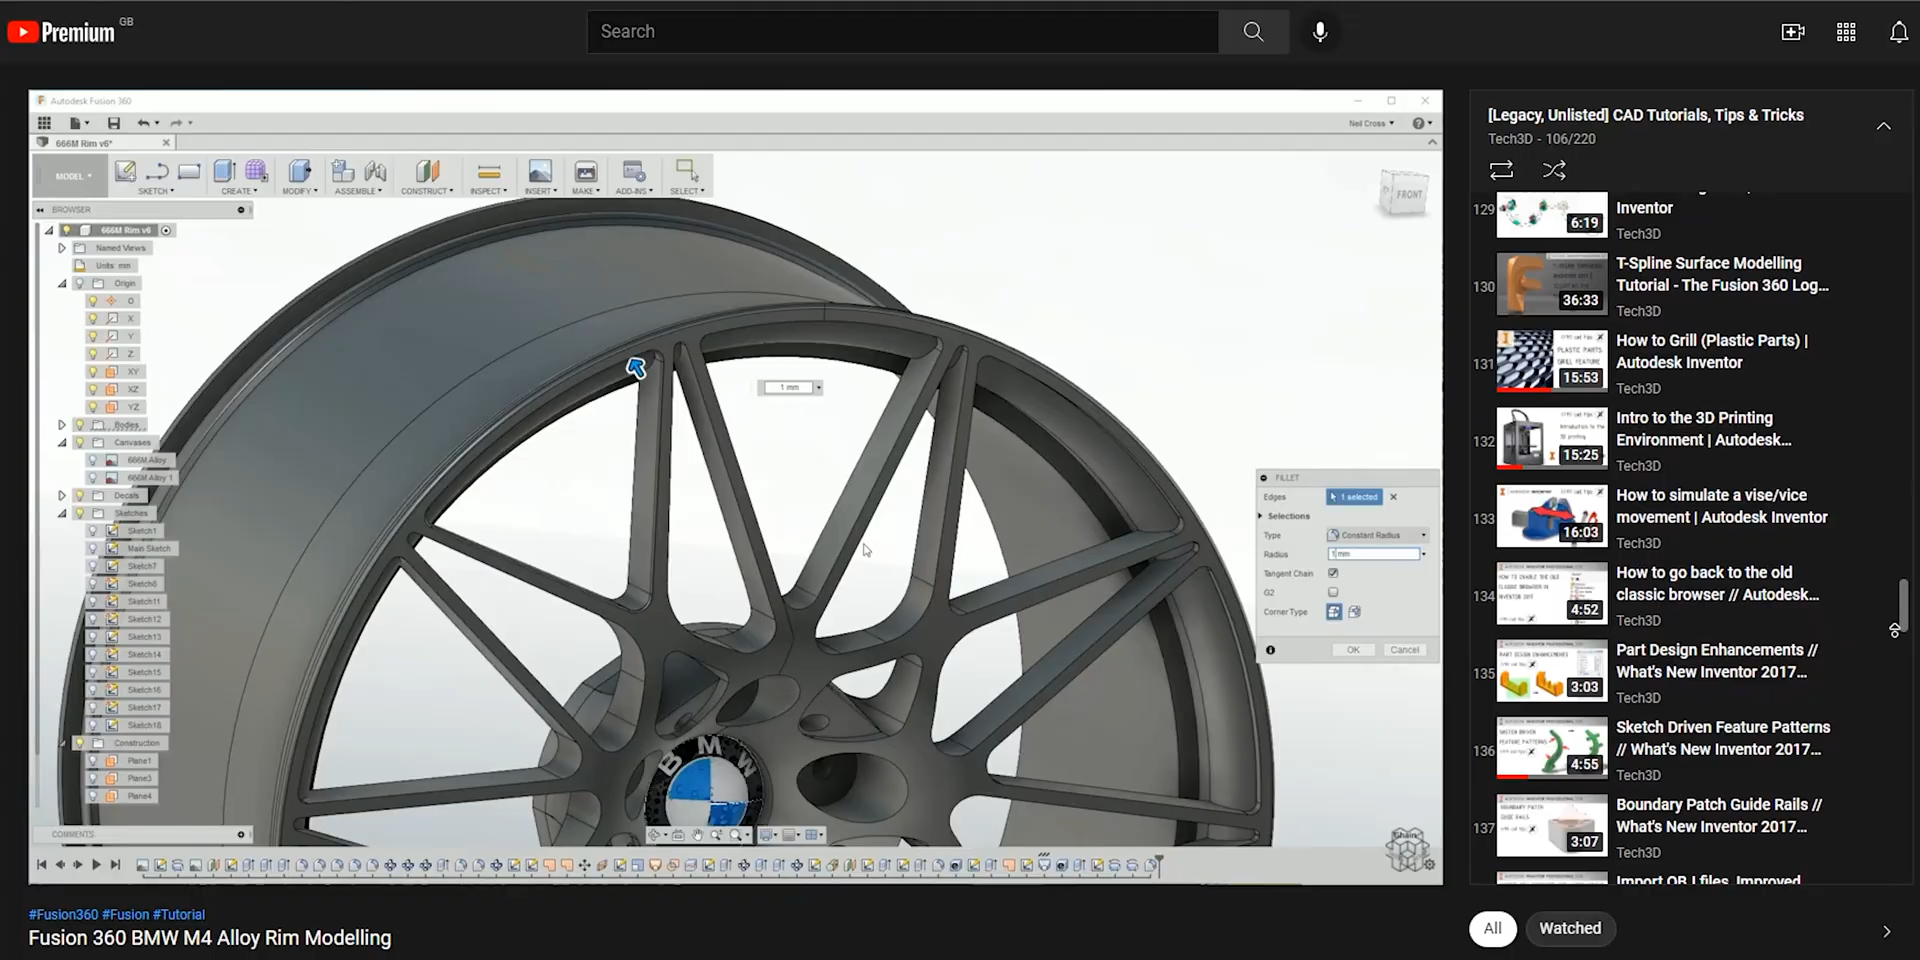 Premium
GB
Search
Autodesk Fusion 360
Neil Cross
666M Rim v6*
MODEL
SKETCH
CREATE
MODIFY
ASSEMBLE
CONSTRUCT
INSPECT
INSERT
MAKE
ADD-INS
SELECT
FRONT
BROWSER
666M Rim v6
Named Views
Units: mm
Origin
O
X
Y
Z
XY
XZ
YZ
Bodies
Canvases
666M Alloy
666M Alloy 1
Decals
Sketches
Sketch1
Main Sketch
Sketch7
Sketch8
Sketch11
Sketch12
Sketch13
Sketch14
Sketch15
Sketch16
Sketch17
Sketch18
Construction
Plane1
Plane3
Plane4
COMMENTS
1 mm
BMW
FILLET
Edges
1 selected
Selections
Type
Constant Radius
Radius
1 mm
Tangent Chain
G2
Corner Type
OK
Cancel
#Fusion360 #Fusion #Tutorial
Fusion 360 BMW M4 Alloy Rim Modelling
[Legacy, Unlisted] CAD Tutorials, Tips & Tricks
Tech3D - 106/220
129
6:19
Inventor
Tech3D
130
36:33
T-Spline Surface Modelling
Tutorial - The Fusion 360 Log...
Tech3D
131
15:53
How to Grill (Plastic Parts) |
Autodesk Inventor
Tech3D
132
15:25
Intro to the 3D Printing
Environment | Autodesk...
Tech3D
133
16:03
How to simulate a vise/vice
movement | Autodesk Inventor
Tech3D
134
4:52
How to go back to the old
classic browser // Autodesk...
Tech3D
135
3:03
Part Design Enhancements //
What's New Inventor 2017...
Tech3D
136
4:55
Sketch Driven Feature Patterns
// What's New Inventor 2017...
Tech3D
137
3:07
Boundary Patch Guide Rails //
What's New Inventor 2017...
Tech3D
Import OBJ files, Improved
All
Watched